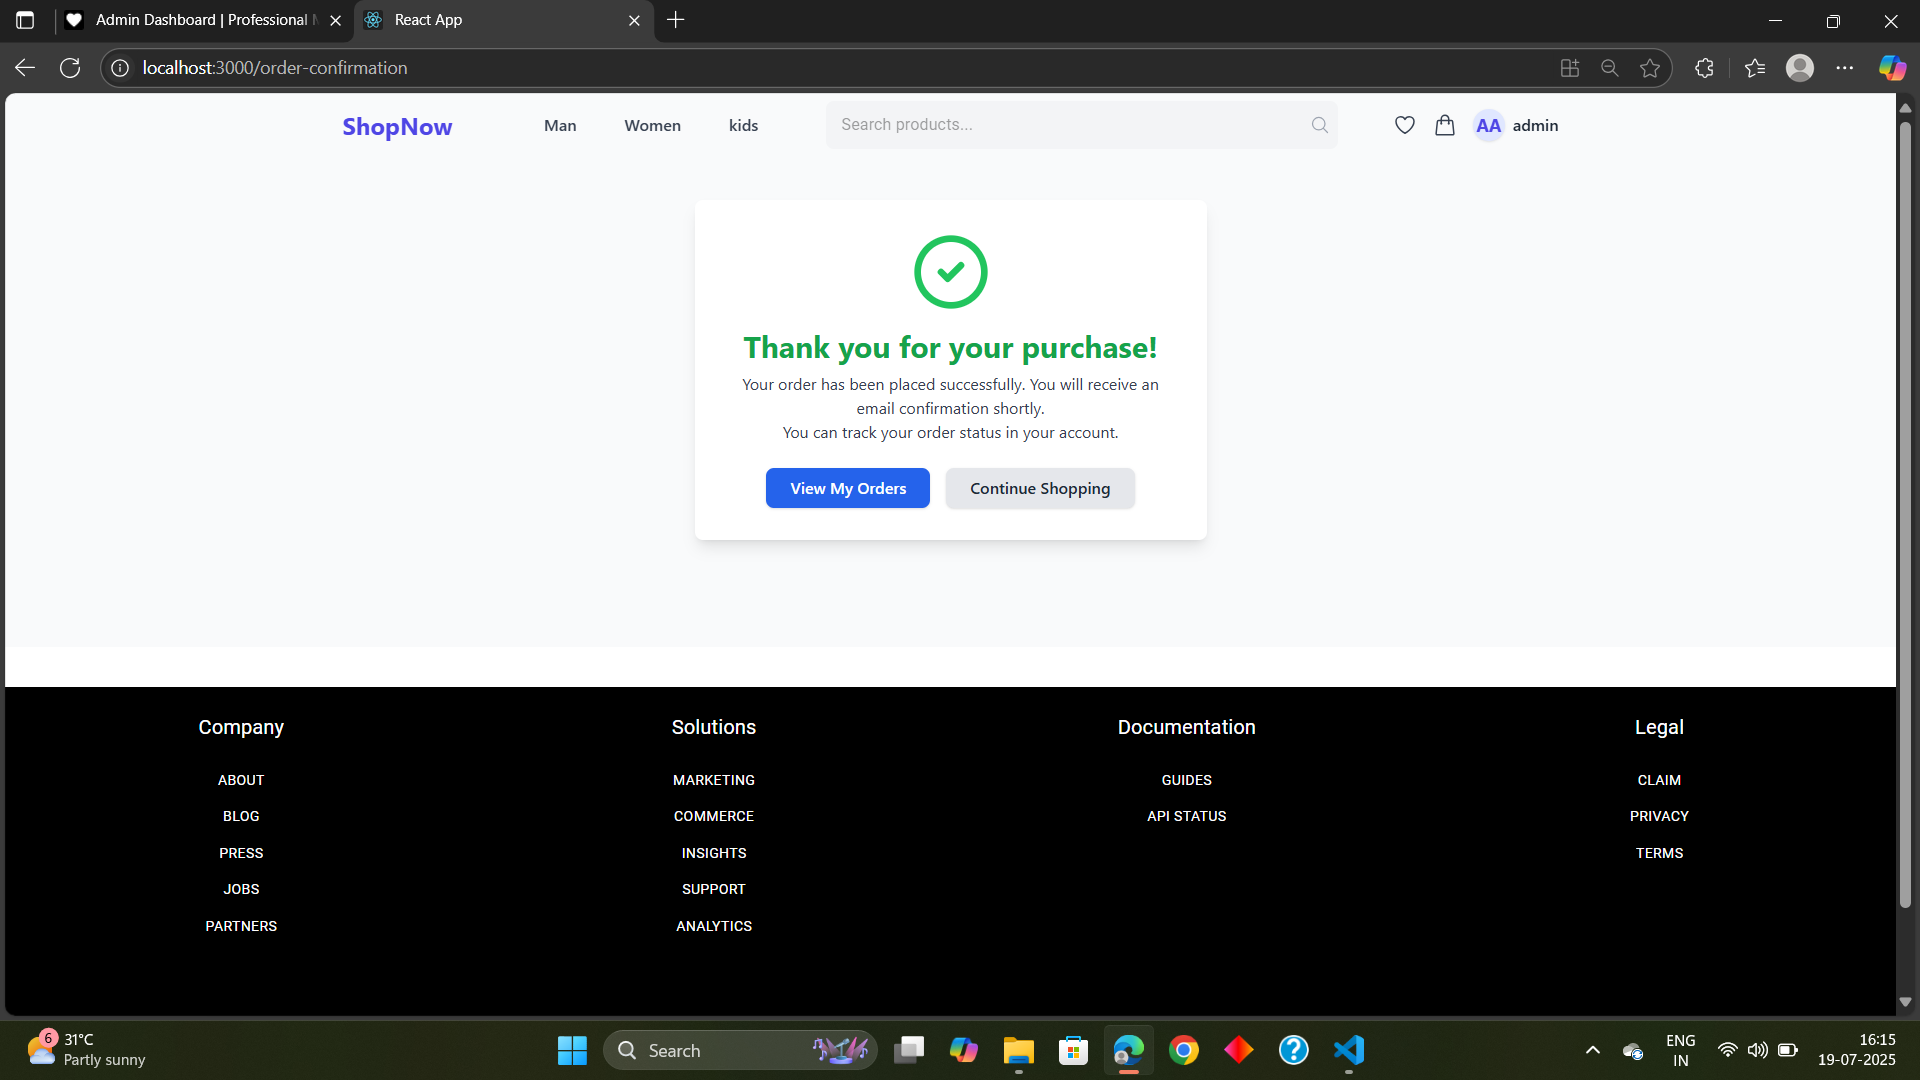 Admin Dashboard | Professional
React App
localhost:3000/order-confirmation
ShopNow
Man
Women
kids
Search products...
AA
admin
Thank you for your purchase!
Your order has been placed successfully. You will receive an
email confirmation shortly.
You can track your order status in your account.
View My Orders
Continue Shopping
Company
ABOUT
BLOG
PRESS
JOBS
PARTNERS
Solutions
MARKETING
COMMERCE
INSIGHTS
SUPPORT
ANALYTICS
Documentation
GUIDES
API STATUS
Legal
CLAIM
PRIVACY
TERMS
6
31°C
Partly sunny
Search
ENG
IN
16:15
19-07-2025